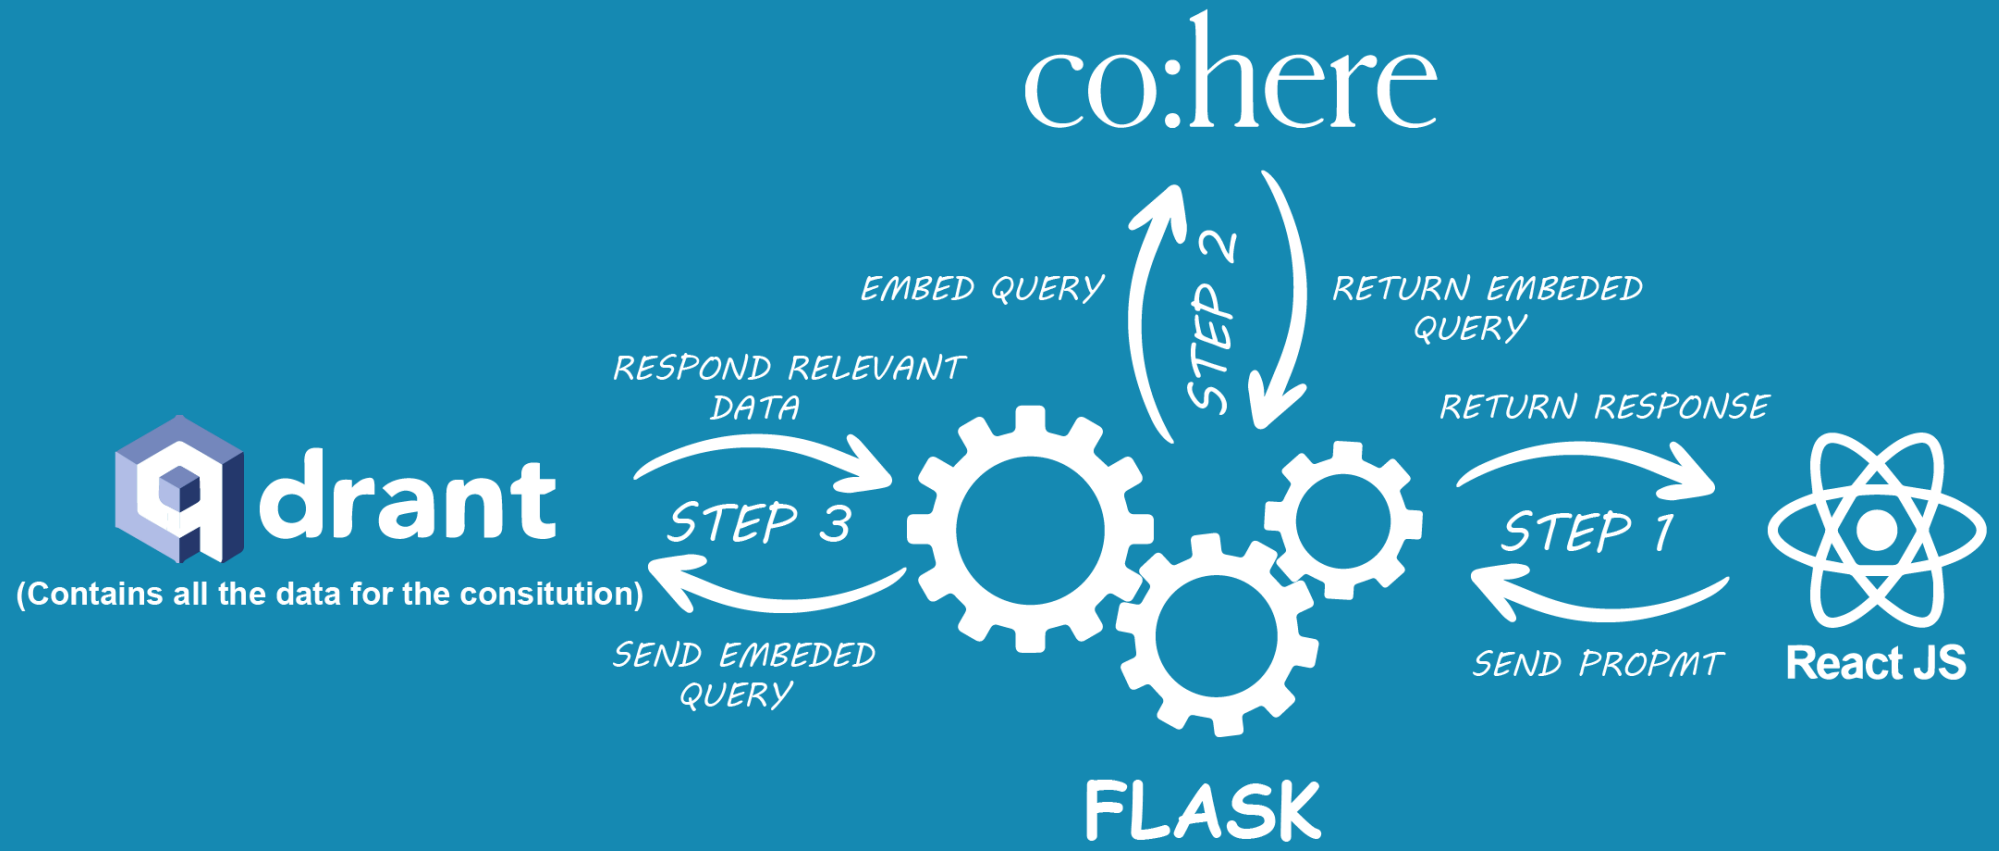 co:here
STEP 2
EMBED QUERY
RETURN EMBEDED
QUERY
RESPOND RELEVANT
DATA
RETURN RESPONSE
qdrant
STEP 3
STEP 1
(Contains all the data for the consitution)
SEND EMBEDED
QUERY
SEND PROPMT
React JS
FLASK